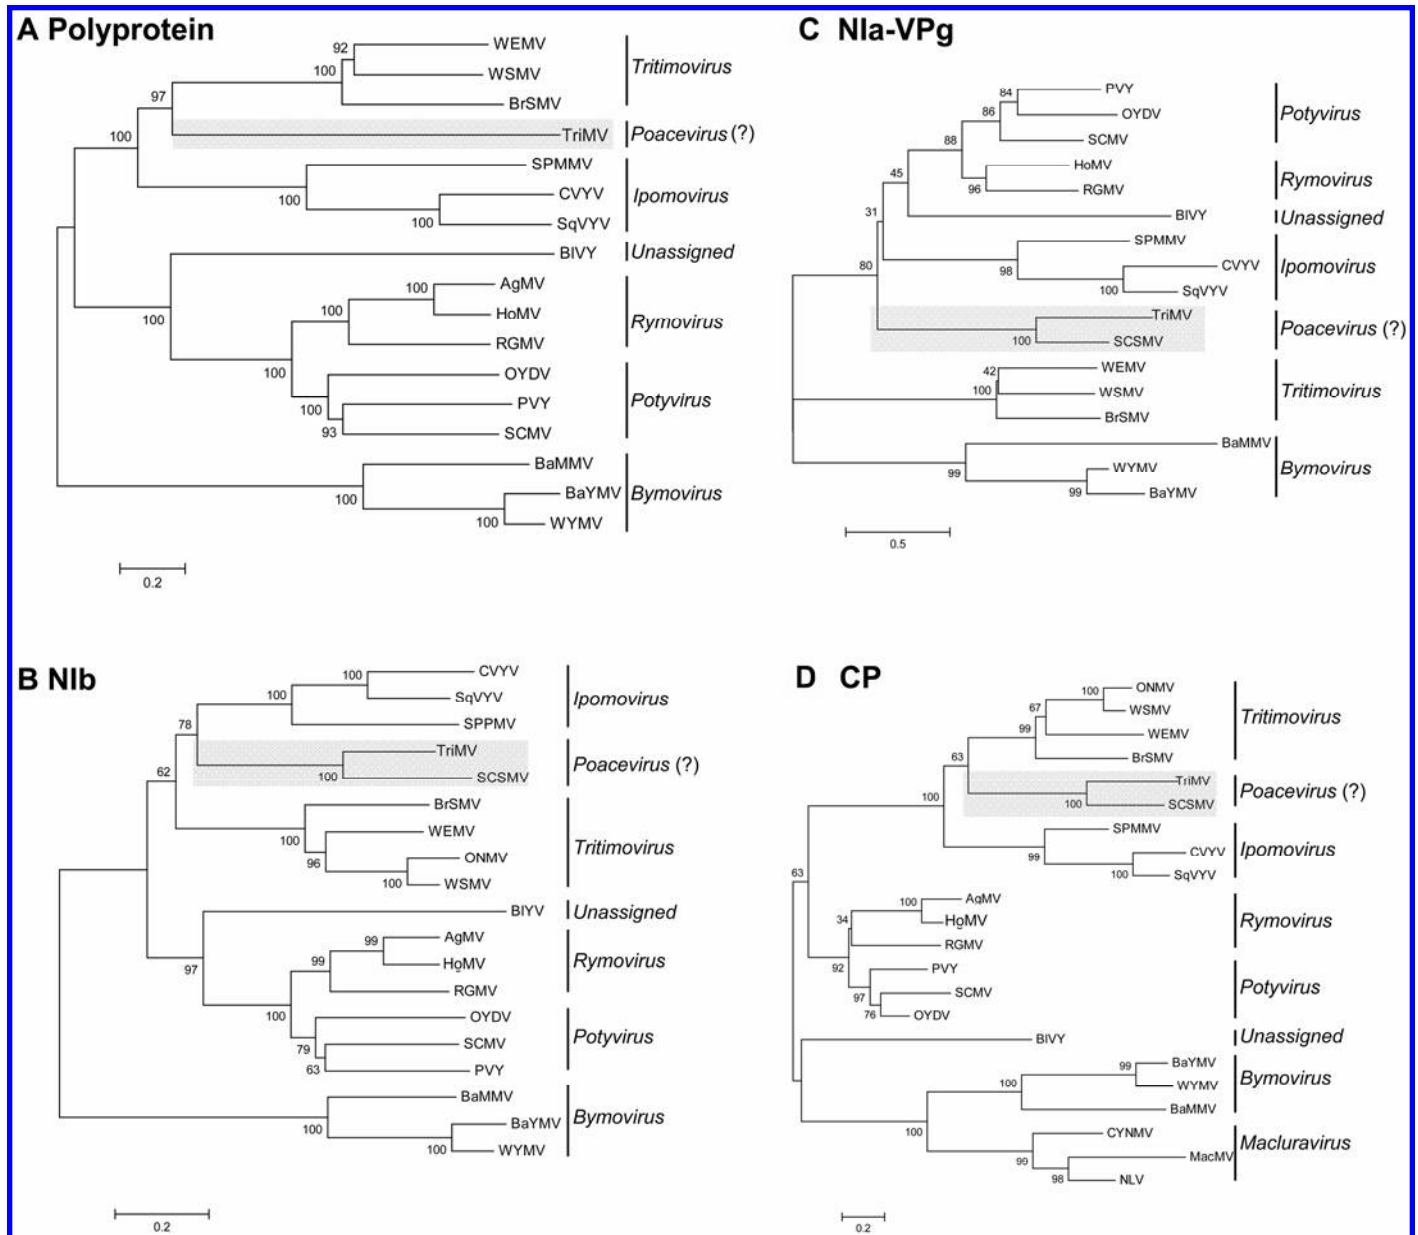 A Polyprotein
92
WEMV
100
WSMV
Tritimovirus
97
BrSMV
100
TriMV
Poacevirus (?)
SPMMV
100
CVYV
Ipomovirus
100
SqVYV
BIVY
Unassigned
100
AgMV
100
HoMV
Rymovirus
100
RGMV
100
OYDV
100
PVY
Potyvirus
93
SCMV
BaMMV
100
BaYMV
Bymovirus
100
WYMV
0.2
B NIb
100
CVYV
100
SqVYV
Ipomovirus
78
SPPMV
TriMV
Poacevirus (?)
100
SCSMV
62
BrSMV
100
WEMV
Tritimovirus
96
ONMV
100
WSMV
BIYV
Unassigned
97
99
AgMV
99
HoMV
Rymovirus
RGMV
100
OYDV
79
SCMV
Potyvirus
63
PVY
BaMMV
100
BaYMV
Bymovirus
100
WYMV
0.2
C NIa-VPg
84
PVY
86
OYDV
Potyvirus
88
SCMV
HoMV
Rymovirus
96
RGMV
45
BIVY
Unassigned
31
SPMMV
98
CVYV
Ipomovirus
100
SqVYV
80
TriMV
Poacevirus (?)
100
SCSMV
42
WEMV
100
WSMV
Tritimovirus
BrSMV
BaMMV
99
WYMV
Bymovirus
99
BaYMV
0.5
D CP
100
ONMV
67
WSMV
Tritimovirus
99
WEMV
BrSMV
63
TriMV
Poacevirus (?)
100
SCSMV
100
SPMMV
99
CVYV
Ipomovirus
100
SqVYV
63
100
AgMV
34
HoMV
Rymovirus
RGMV
92
PVY
97
SCMV
Potyvirus
76
OYDV
BIVY
Unassigned
99
BaYMV
100
WYMV
Bymovirus
BaMMV
100
CYNMV
99
MacMV
Macluravirus
98
NLV
0.2